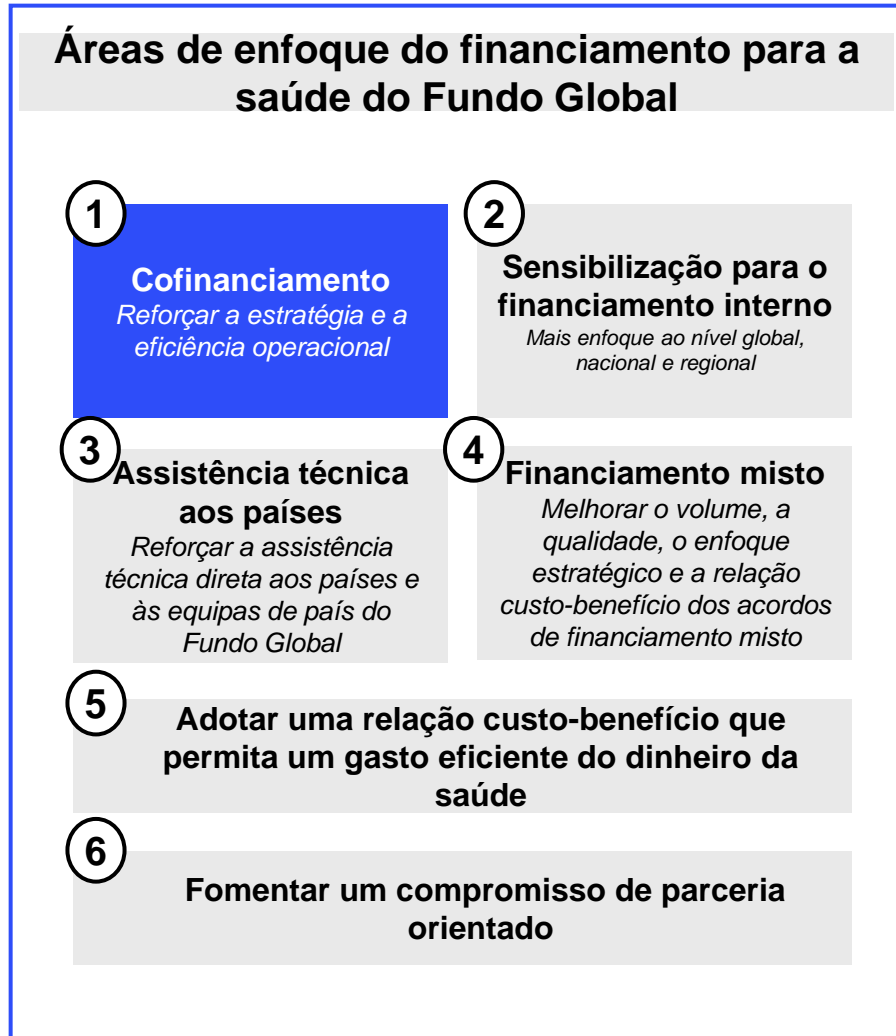 Áreas de enfoque do financiamento para a
saúde do Fundo Global
1
Cofinanciamento
Reforçar a estratégia e a
eficiência operacional
2
Sensibilização para o
financiamento interno
Mais enfoque ao nível global,
nacional e regional
3
Assistência técnica
aos países
Reforçar a assistência
técnica direta aos países e
às equipas de país do
Fundo Global
4
Financiamento misto
Melhorar o volume, a
qualidade, o enfoque
estratégico e a relação
custo-benefício dos acordos
de financiamento misto
5
Adotar uma relação custo-benefício que
permita um gasto eficiente do dinheiro da
saúde
6
Fomentar um compromisso de parceria
orientado